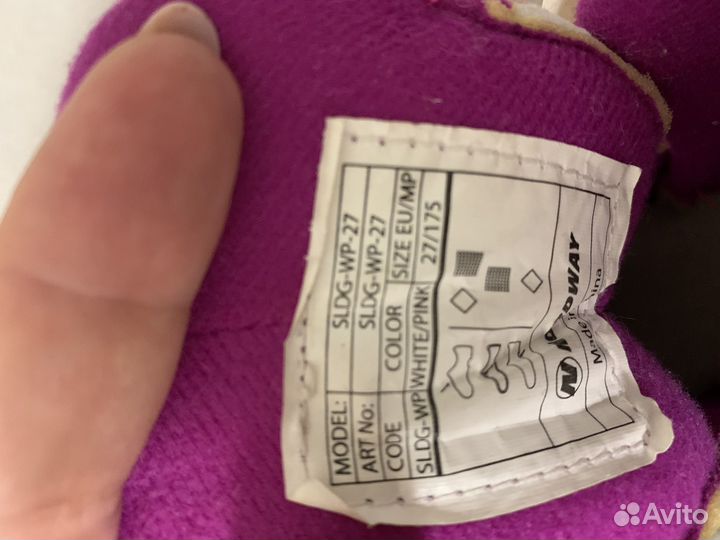 MODEL: SLDG-WP-27
ART No: SLDG-WP-27
CODE COLOR SIZE EU/MP
SLDG-WP WHITE/PINK 27/175
Made in China
Avito